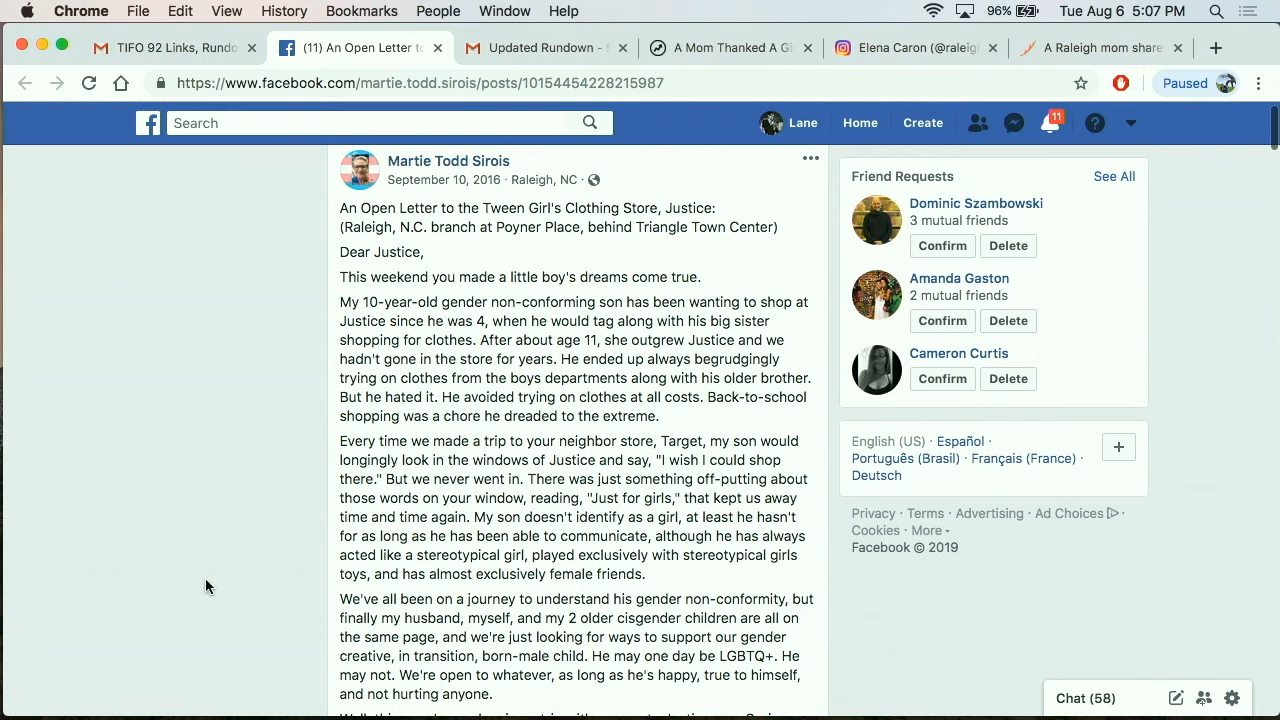 Chrome File Edit View History Bookmarks People Window Help 96% Tue Aug 6 5:07 PM
TIFO 92 Links, Rundo
(11) An Open Letter to
Updated Rundown -
A Mom Thanked A Gi
Elena Caron (@raleigh
A Raleigh mom share
https://www.facebook.com/martie.todd.sirois/posts/10154454228215987
Paused
Search
Lane Home Create 11
Martie Todd Sirois
September 10, 2016 · Raleigh, NC ·
An Open Letter to the Tween Girl's Clothing Store, Justice:
(Raleigh, N.C. branch at Poyner Place, behind Triangle Town Center)
Dear Justice,
This weekend you made a little boy's dreams come true.
My 10-year-old gender non-conforming son has been wanting to shop at
Justice since he was 4, when he would tag along with his big sister
shopping for clothes. After about age 11, she outgrew Justice and we
hadn't gone in the store for years. He ended up always begrudgingly
trying on clothes from the boys departments along with his older brother.
But he hated it. He avoided trying on clothes at all costs. Back-to-school
shopping was a chore he dreaded to the extreme.
Every time we made a trip to your neighbor store, Target, my son would
longingly look in the windows of Justice and say, "I wish I could shop
there." But we never went in. There was just something off-putting about
those words on your window, reading, "Just for girls," that kept us away
time and time again. My son doesn't identify as a girl, at least he hasn't
for as long as he has been able to communicate, although he has always
acted like a stereotypical girl, played exclusively with stereotypical girls
toys, and has almost exclusively female friends.
We've all been on a journey to understand his gender non-conformity, but
finally my husband, myself, and my 2 older cisgender children are all on
the same page, and we're just looking for ways to support our gender
creative, in transition, born-male child. He may one day be LGBTQ+. He
may not. We're open to whatever, as long as he's happy, true to himself,
and not hurting anyone.
Friend Requests See All
Dominic Szambowski
3 mutual friends
Confirm Delete
Amanda Gaston
2 mutual friends
Confirm Delete
Cameron Curtis
Confirm Delete
English (US) · Español ·
Português (Brasil) · Français (France) ·
Deutsch
Privacy · Terms · Advertising · Ad Choices ·
Cookies · More
Facebook © 2019
Chat (58)